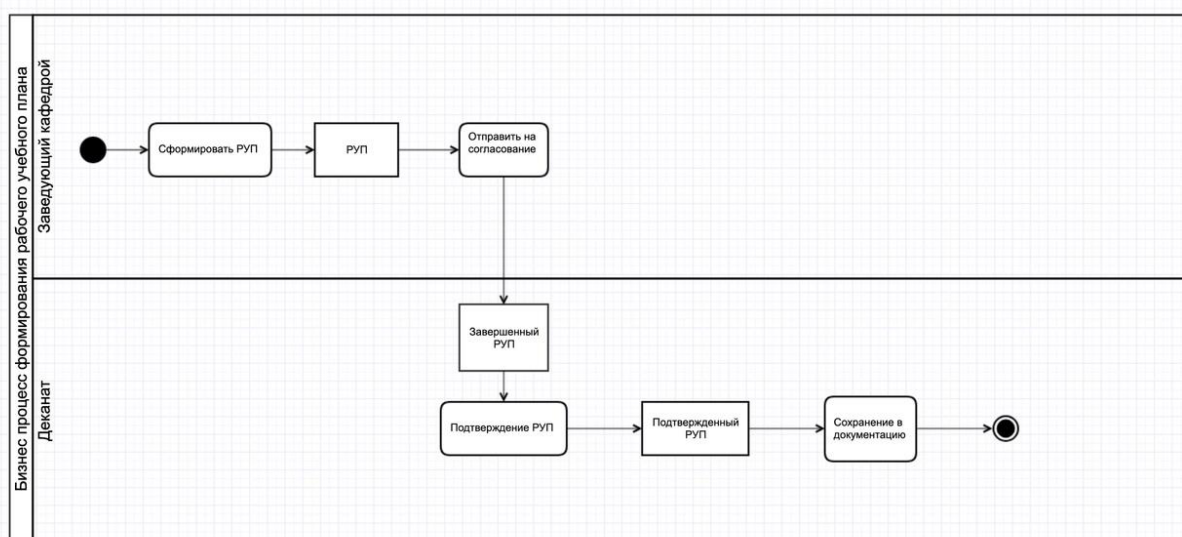 Бизнес процесс формирования рабочего учебного плана
Заведующий кафедрой
Сформировать РУП
РУП
Отправить на
согласование
Деканат
Завершенный
РУП
Подтверждение РУП
Подтвержденный
РУП
Сохранение в
документацию